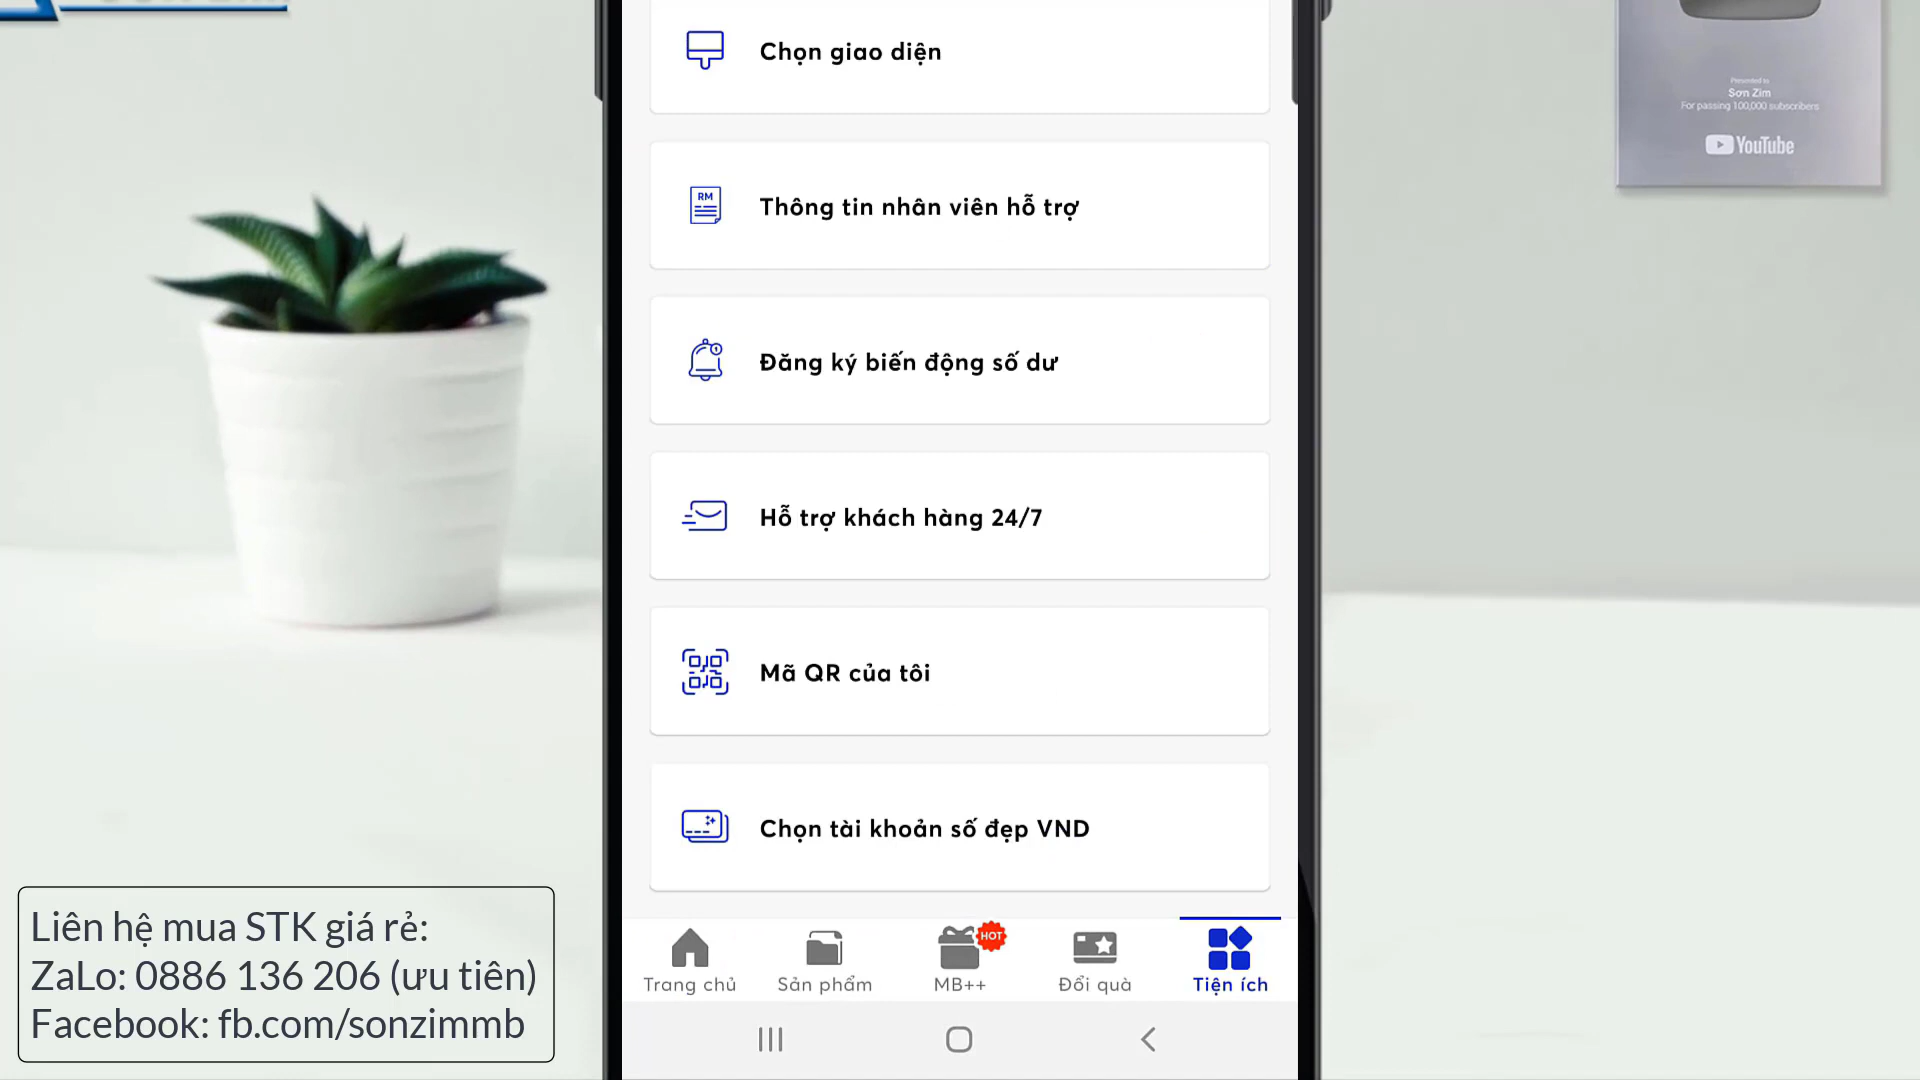 Presented to
Sơn Zim
For passing 100,000 subscribers
YouTube
Chọn giao diện
RM
Thông tin nhân viên hỗ trợ
Đăng ký biến động số dư
Hỗ trợ khách hàng 24/7
Mã QR của tôi
Chọn tài khoản số đẹp VND
HOT
Trang chủ
Sản phẩm
MB++
Đổi quà
Tiện ích
Liên hệ mua STK giá rẻ:
ZaLo: 0886 136 206 (ưu tiên)
Facebook: fb.com/sonzimmb